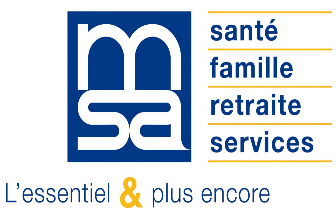 msa
santé
famille
retraite
services
L'essentiel & plus encore